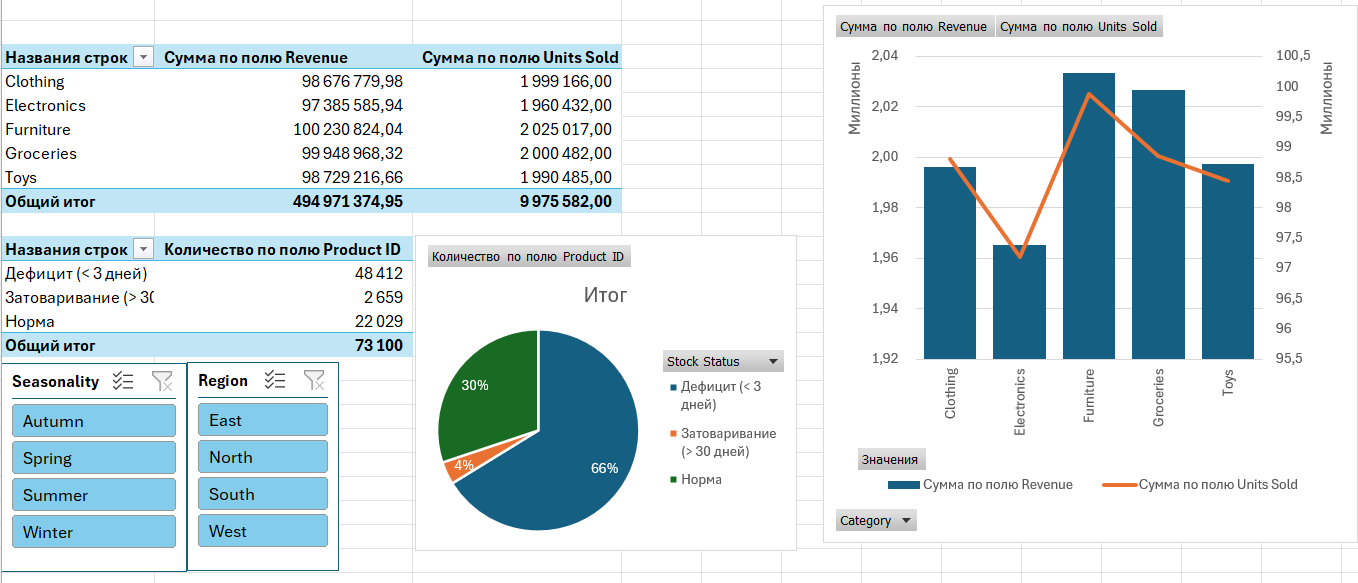 Названия строк Сумма по полю Revenue Сумма по полю Units Sold
Clothing 98 676 779,98 1 999 166,00
Electronics 97 385 585,94 1 960 432,00
Furniture 100 230 824,04 2 025 017,00
Groceries 99 948 968,32 2 000 482,00
Toys 98 729 216,66 1 990 485,00
Общий итог 494 971 374,95 9 975 582,00
Названия строк Количество по полю Product ID
Дефицит (< 3 дней) 48 412
Затоваривание (> 30 2 659
Норма 22 029
Общий итог 73 100
Seasonality
Autumn
Spring
Summer
Winter
Region
East
North
South
West
Количество по полю Product ID
Итог
30%
4%
66%
Stock Status
Дефицит (< 3
дней)
Затоваривание
(> 30 дней)
Норма
Сумма по полю Revenue Сумма по полю Units Sold
Миллионы
2,04
2,02
2,00
1,98
1,96
1,94
1,92
100,5
100
99,5
99
98,5
98
97,5
97
96,5
96
95,5
Миллионы
Clothing
Electronics
Furniture
Groceries
Toys
Значения
Сумма по полю Revenue Сумма по полю Units Sold
Category